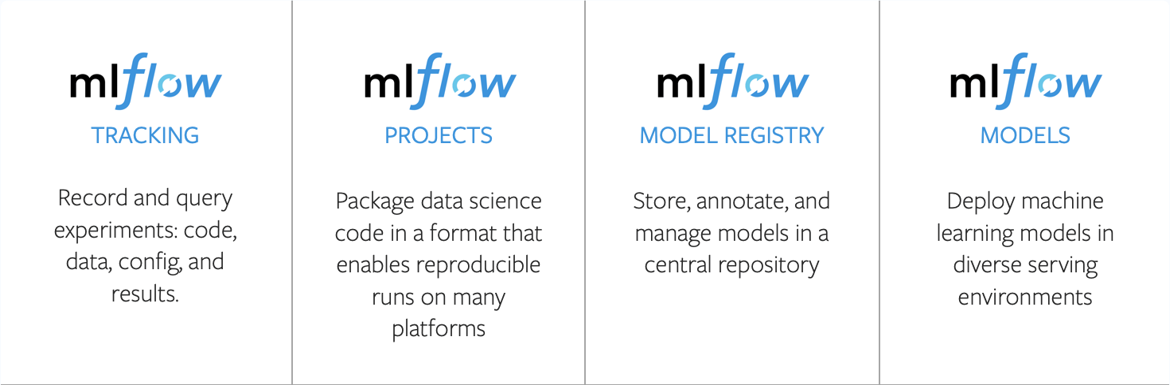 mlflow
TRACKING
Record and query
experiments: code,
data, config, and
results.
mlflow
PROJECTS
Package data science
code in a format that
enables reproducible
runs on many
platforms
mlflow
MODEL REGISTRY
Store, annotate, and
manage models in a
central repository
mlflow
MODELS
Deploy machine
learning models in
diverse serving
environments